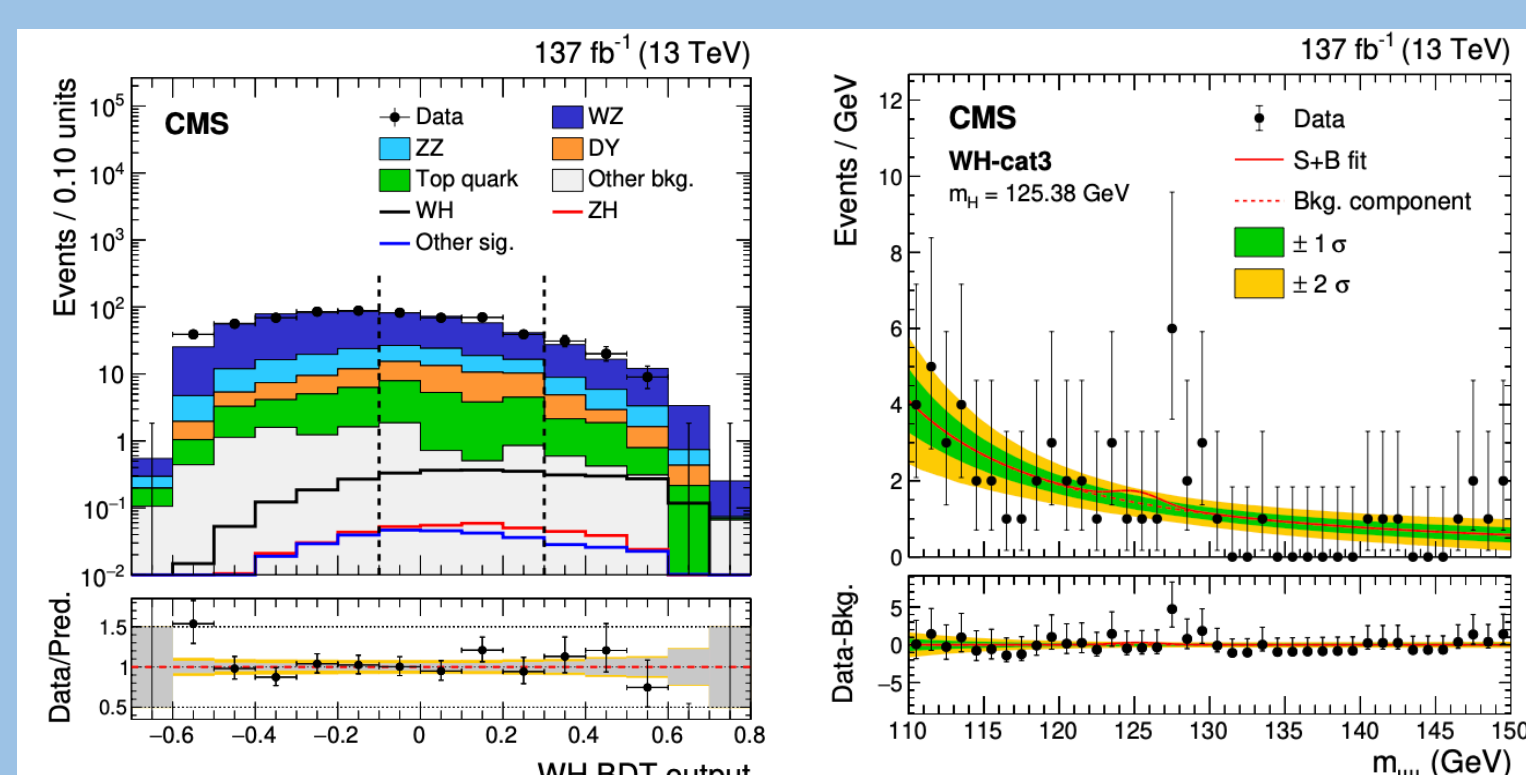 137 fb-1 (13 TeV)
CMS
Data
WZ
ZZ
DY
Top quark
Other bkg.
WH
ZH
Other sig.
Events / 0.10 units
10^5
10^4
10^3
10^2
10
1
10^-1
10^-2
Data/Pred.
1.5
1
0.5
−0.6 −0.4 −0.2 0 0.2 0.4 0.6 0.8
WH BDT output
137 fb-1 (13 TeV)
CMS
WH-cat3
mH = 125.38 GeV
Data
S+B fit
Bkg. component
± 1 σ
± 2 σ
Events / GeV
12
10
8
6
4
2
0
Data-Bkg.
5
0
−5
110 115 120 125 130 135 140 145 150
mμμ (GeV)